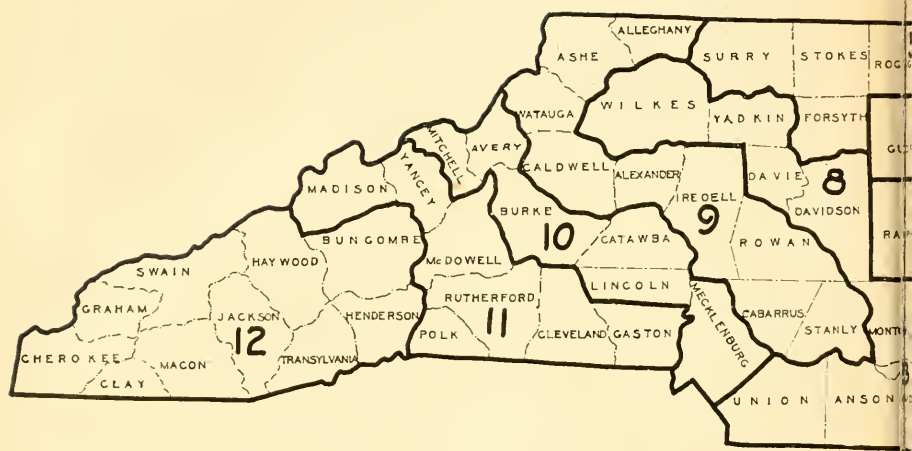 ALLEGHANY
ASHE
SURRY
STOKES
WATAUGA
WILKES
YADKIN
FORSYTH
MITCHELL
AVERY
YANCEY
CALDWELL
ALEXANDER
DAVIE
8
MADISON
IREDELL
9
DAVIDSON
BURKE
10
CATAWBA
ROWAN
BUNCOMBE
McDOWELL
SWAIN
HAYWOOD
LINCOLN
MECKLENBURG
GRAHAM
JACKSON
12
HENDERSON
RUTHERFORD
11
CABARRUS
STANLY
POLK
CLEVELAND
GASTON
CHEROKEE
MACON
TRANSYLVANIA
CLAY
UNION
ANSON